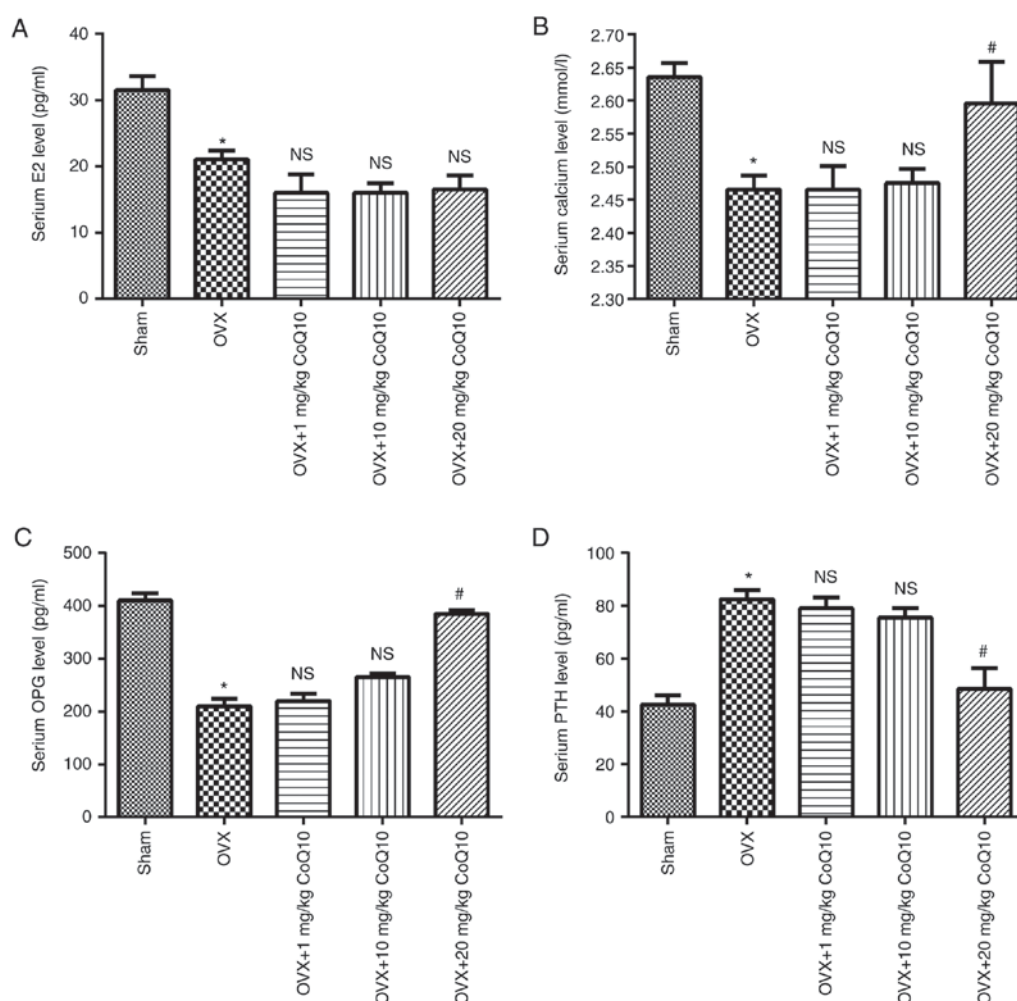 A
Serium E2 level (pg/ml)
40
30
20
10
0
*
NS
NS
NS
Sham
OVX
OVX+1 mg/kg CoQ10
OVX+10 mg/kg CoQ10
OVX+20 mg/kg CoQ10
B
Serium calcium level (mmol/l)
2.70
2.65
2.60
2.55
2.50
2.45
2.40
2.35
2.30
*
NS
NS
#
Sham
OVX
OVX+1 mg/kg CoQ10
OVX+10 mg/kg CoQ10
OVX+20 mg/kg CoQ10
C
Serium OPG level (pg/ml)
500
400
300
200
100
0
*
NS
NS
#
Sham
OVX
OVX+1 mg/kg CoQ10
OVX+10 mg/kg CoQ10
OVX+20 mg/kg CoQ10
D
Serium PTH level (pg/ml)
100
80
60
40
20
0
*
NS
NS
#
Sham
OVX
OVX+1 mg/kg CoQ10
OVX+10 mg/kg CoQ10
OVX+20 mg/kg CoQ10